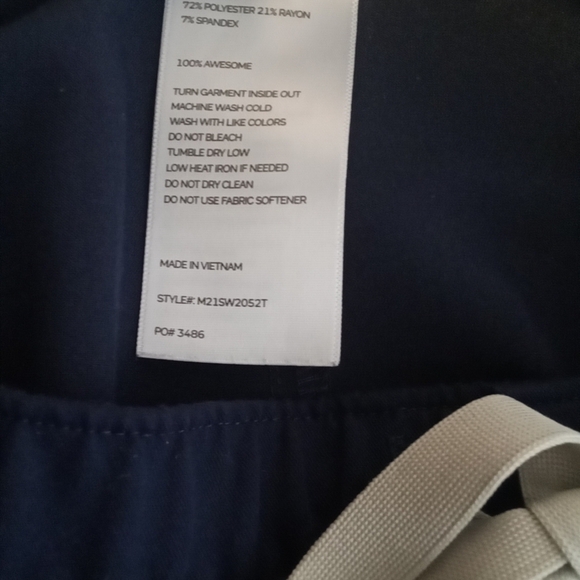 72% POLYESTER 21% RAYON
7% SPANDEX
100% AWESOME
TURN GARMENT INSIDE OUT
MACHINE WASH COLD
WASH WITH LIKE COLORS
DO NOT BLEACH
TUMBLE DRY LOW
LOW HEAT IRON IF NEEDED
DO NOT DRY CLEAN
DO NOT USE FABRIC SOFTENER
MADE IN VIETNAM
STYLE#: M21SW2052T
PO# 3486